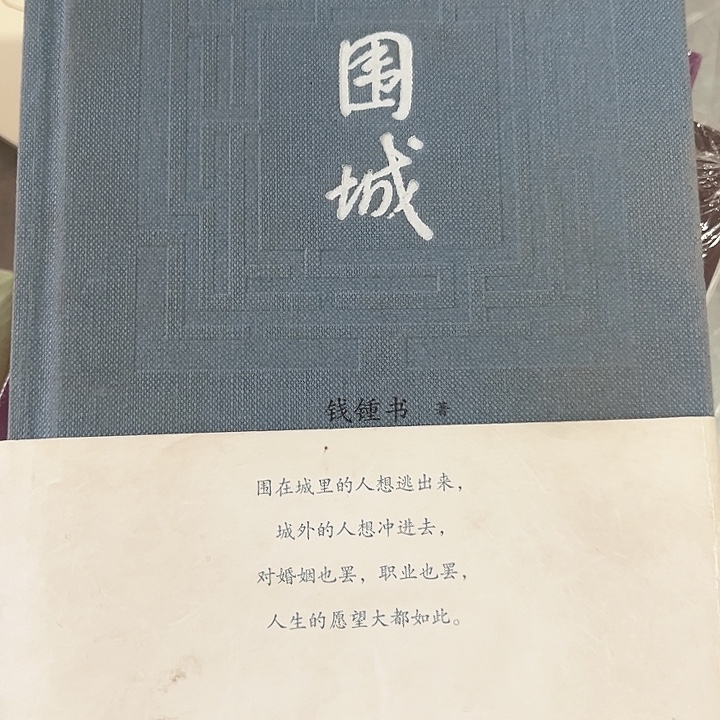 围
城
钱锺书 著
围在城里的人想逃出来，
城外的人想冲进去，
对婚姻也罢，职业也罢，
人生的愿望大都如此。